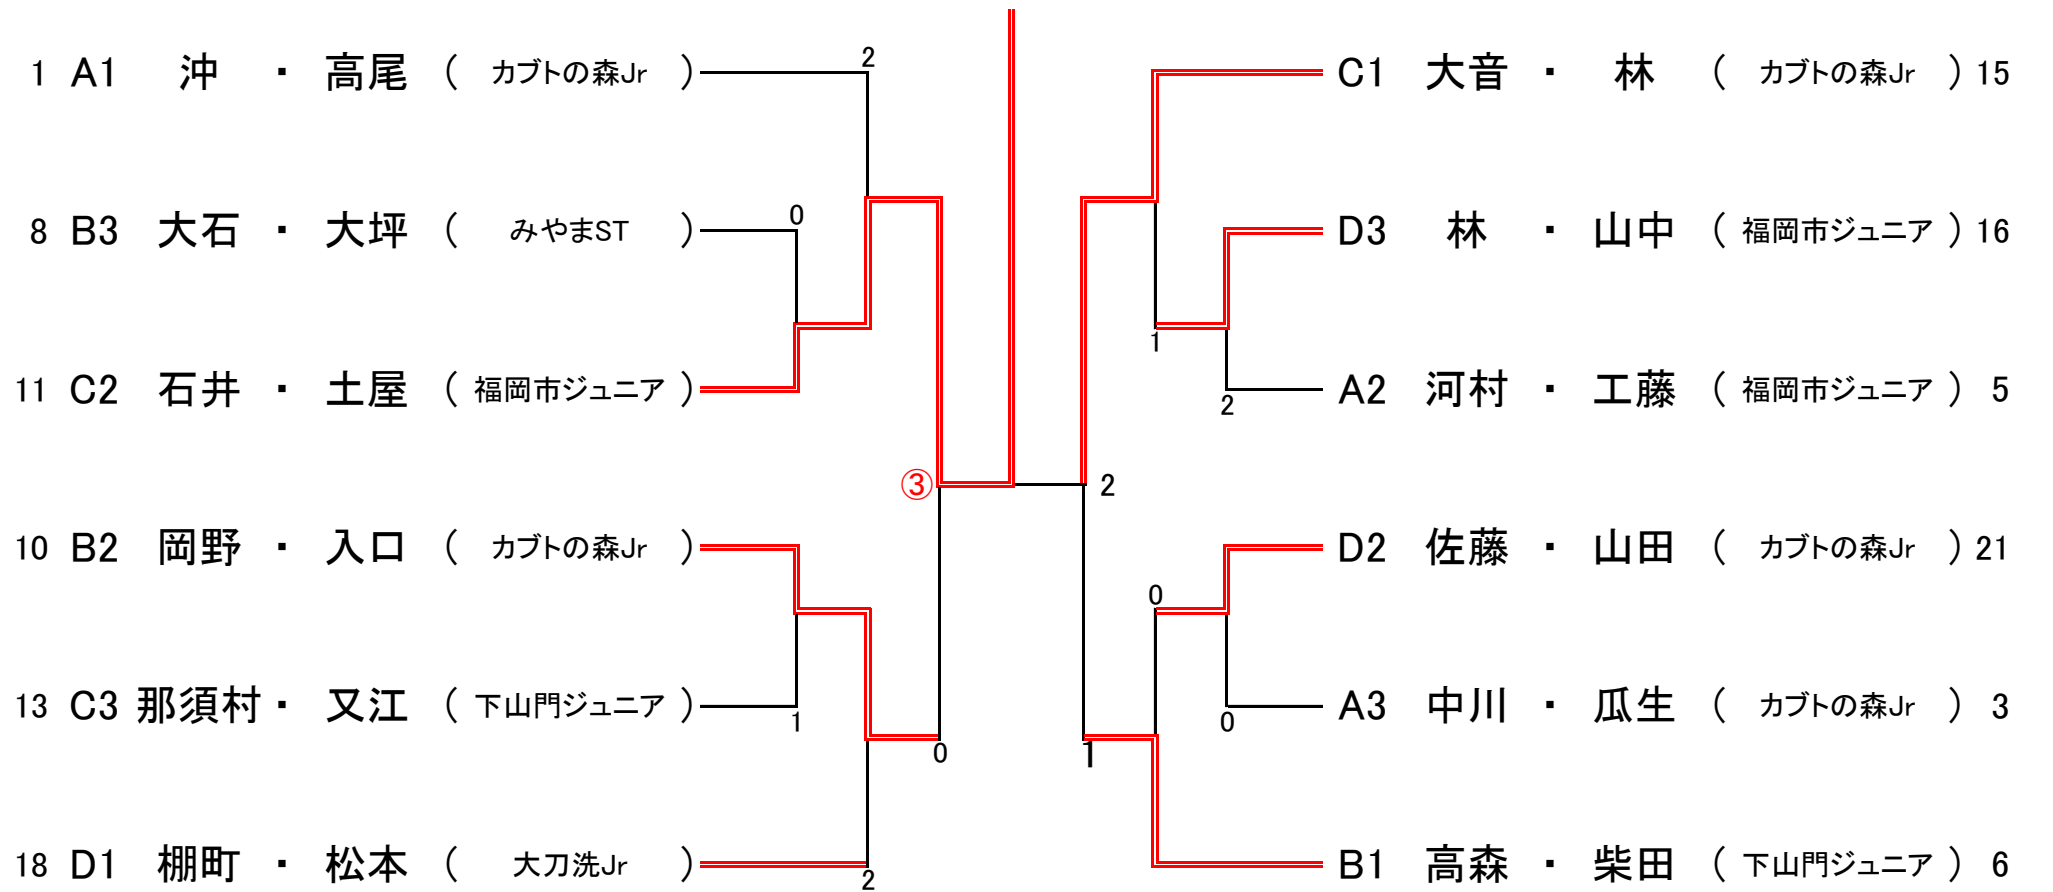 2
1 A1 沖 ・ 高尾 ( カブトの森Jr )
C1 大音 ・ 林 ( カブトの森Jr ) 15
0
8 B3 大石 ・ 大坪 ( みやまST )
D3 林 ・ 山中 ( 福岡市ジュニア ) 16
1
11 C2 石井 ・ 土屋 ( 福岡市ジュニア )
A2 河村 ・ 工藤 ( 福岡市ジュニア ) 5
2
③
2
10 B2 岡野 ・ 入口 ( カブトの森Jr )
D2 佐藤 ・ 山田 ( カブトの森Jr ) 21
0
13 C3 那須村 ・ 又江 ( 下山門ジュニア )
A3 中川 ・ 瓜生 ( カブトの森Jr ) 3
1
0
0
1
18 D1 棚町 ・ 松本 ( 大刀洗Jr )
B1 高森 ・ 柴田 ( 下山門ジュニア ) 6
2